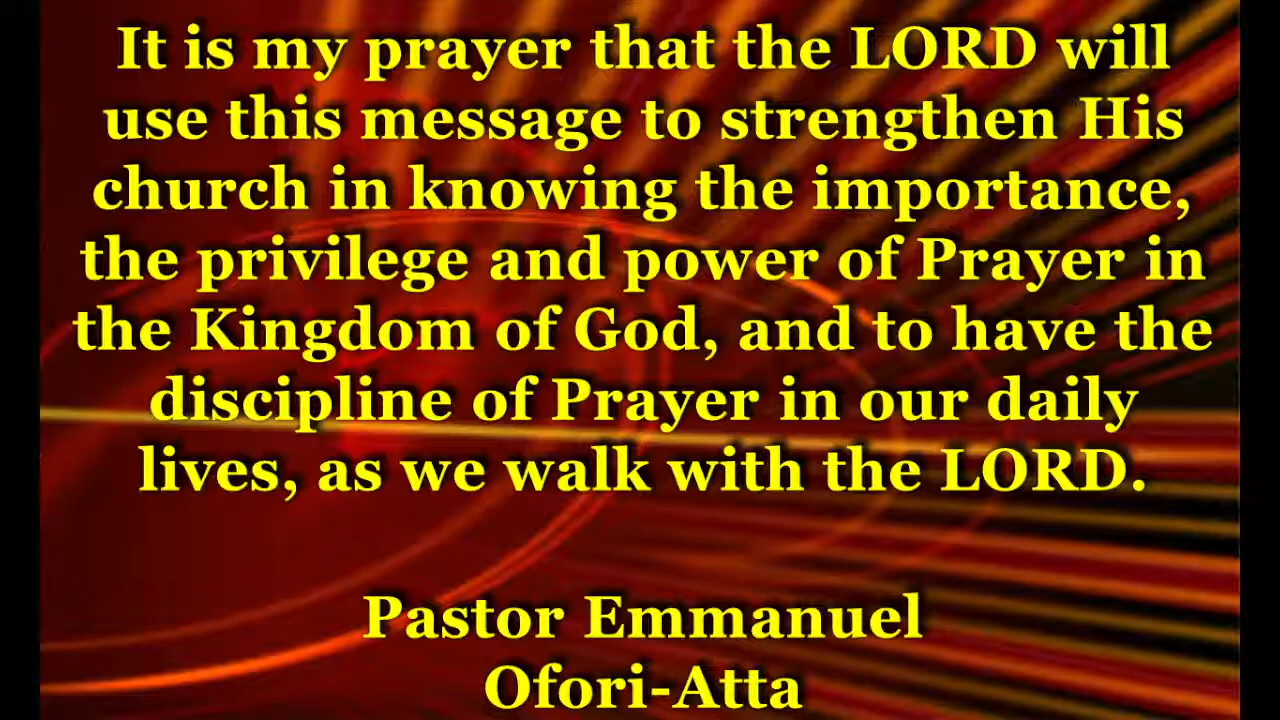 It is my prayer that the LORD will
use this message to strengthen His
church in knowing the importance,
the privilege and power of Prayer in
the Kingdom of God, and to have the
discipline of Prayer in our daily
lives, as we walk with the LORD.
Pastor Emmanuel
Ofori-Atta